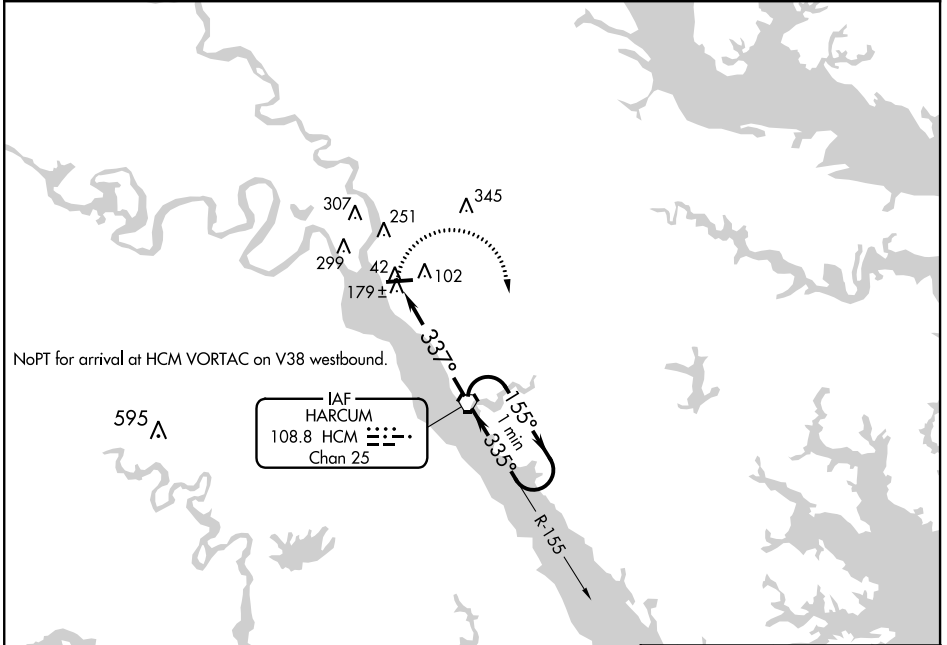 345
307
251
299
42
102
179 ±
337°
NoPT for arrival at HCM VORTAC on V38 westbound.
IAF
HARCUM
108.8 HCM
Chan 25
595
155°
1 min
335°
R-155